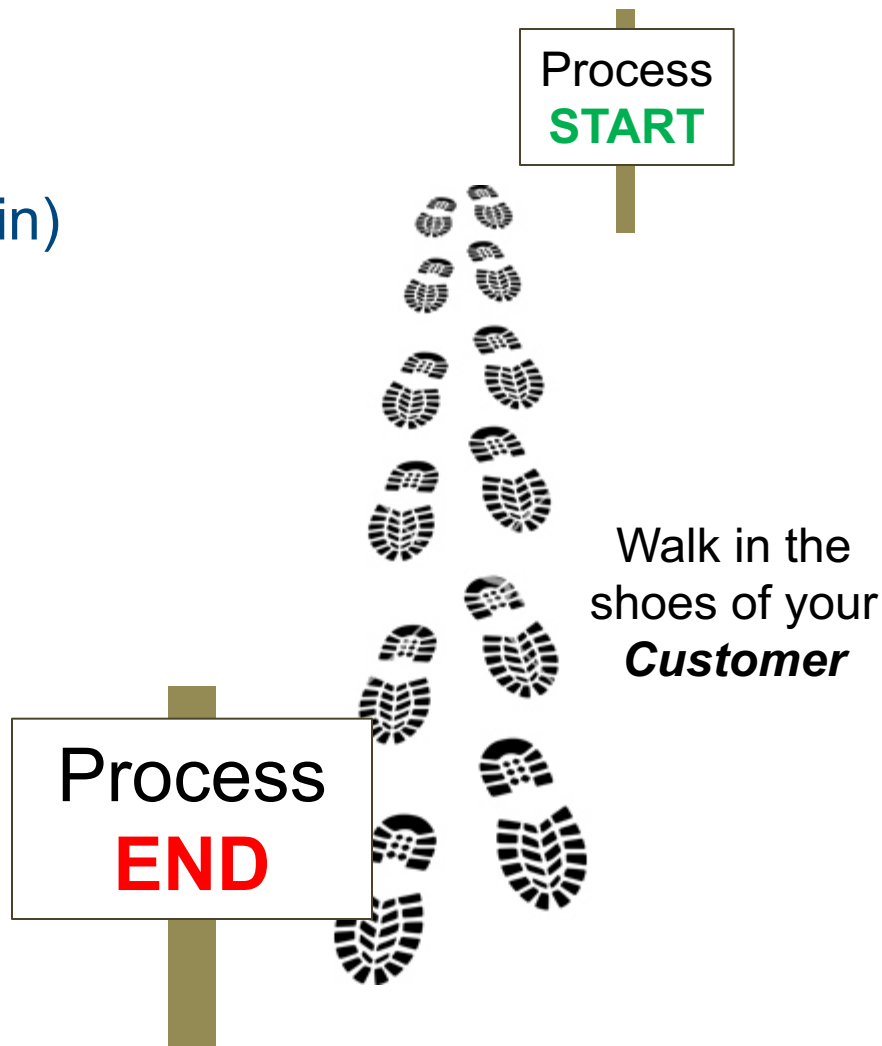 Process
START
in)
Walk in the
shoes of your
Customer
Process
END